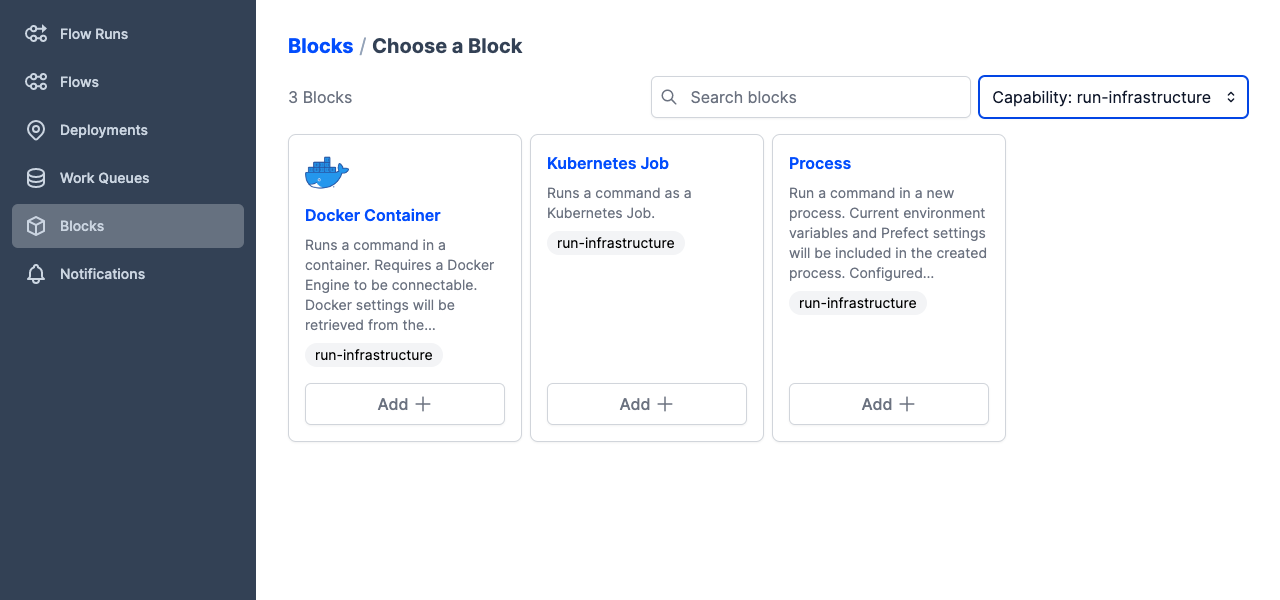 Flow Runs
Flows
Deployments
Work Queues
Blocks
Notifications
Blocks / Choose a Block
3 Blocks
Search blocks
Capability: run-infrastructure
Docker Container
Runs a command in a
container. Requires a Docker
Engine to be connectable.
Docker settings will be
retrieved from the...
run-infrastructure
Add
Kubernetes Job
Runs a command as a
Kubernetes Job.
run-infrastructure
Add
Process
Run a command in a new
process. Current environment
variables and Prefect settings
will be included in the created
process. Configured...
run-infrastructure
Add